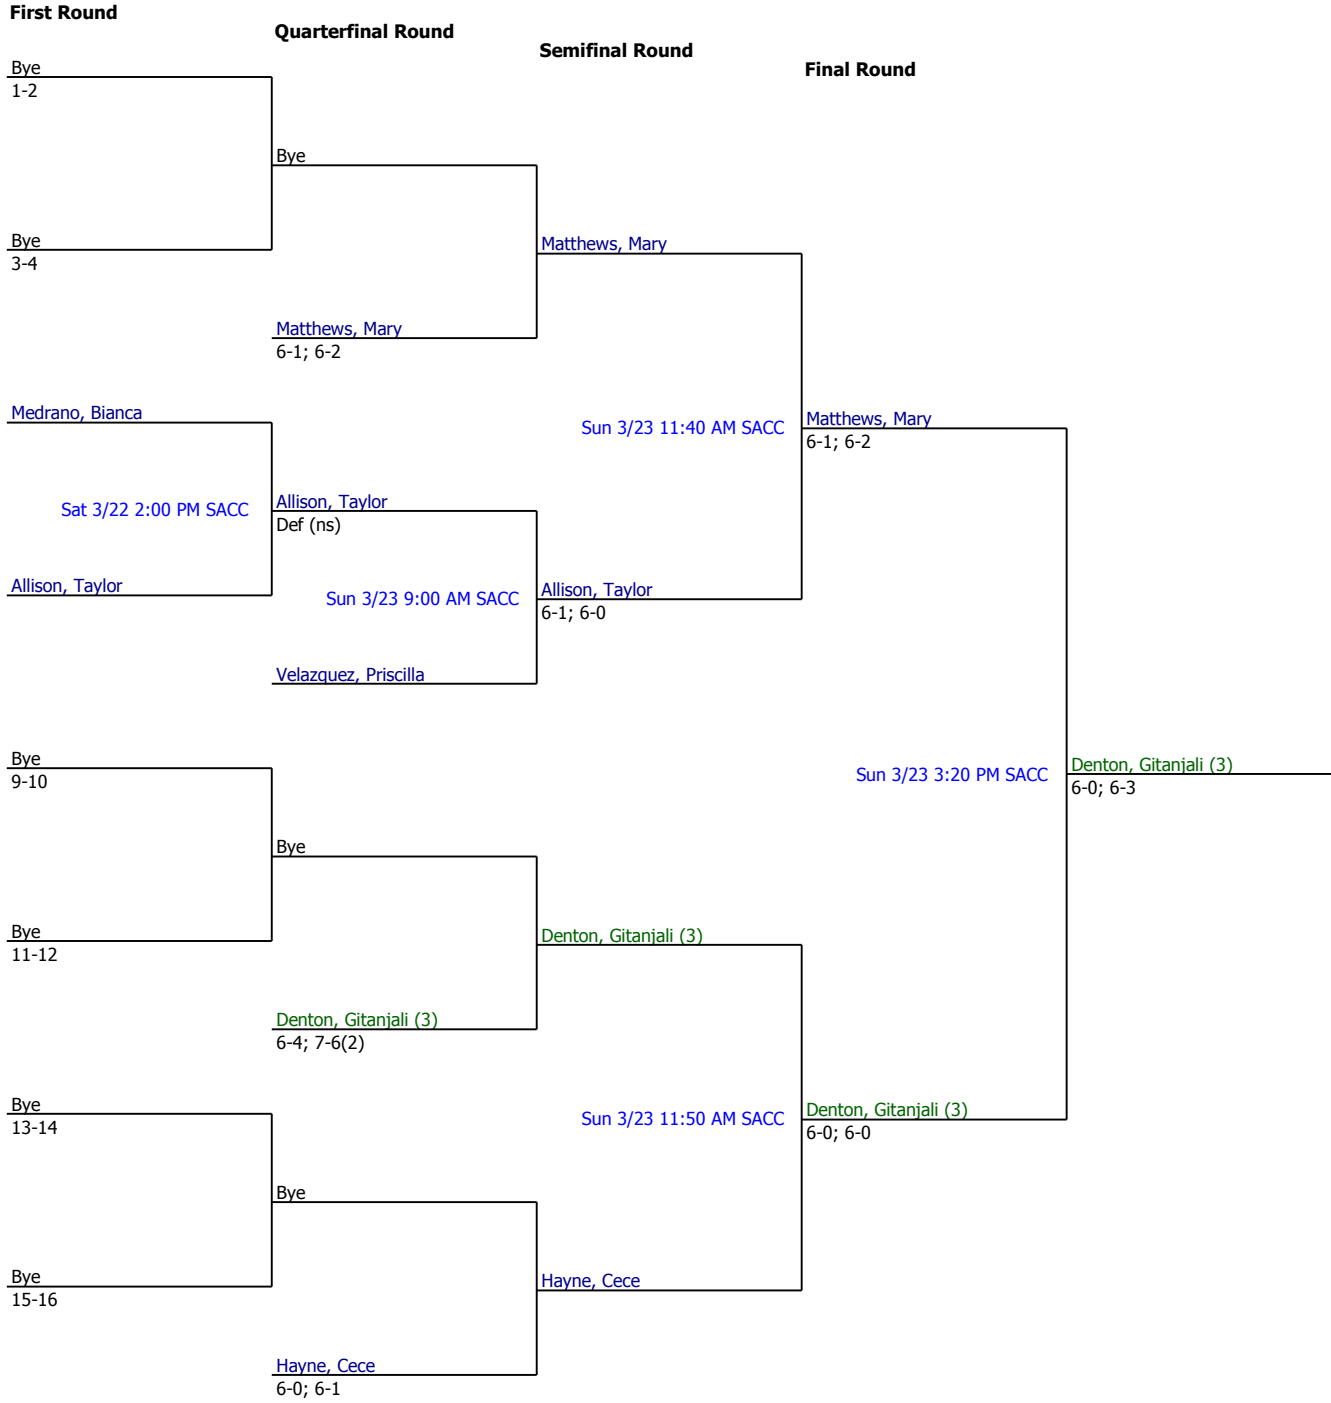 First Round
Quarterfinal Round
Semifinal Round
Final Round
Bye
1-2
Bye
Bye
3-4
Matthews, Mary
Matthews, Mary
6-1; 6-2
Medrano, Bianca
Sun 3/23 11:40 AM SACC
Matthews, Mary
6-1; 6-2
Sat 3/22 2:00 PM SACC
Allison, Taylor
Def (ns)
Allison, Taylor
Sun 3/23 9:00 AM SACC
Allison, Taylor
6-1; 6-0
Velazquez, Priscilla
Bye
9-10
Sun 3/23 3:20 PM SACC
Denton, Gitanjali (3)
6-0; 6-3
Bye
Bye
11-12
Denton, Gitanjali (3)
Denton, Gitanjali (3)
6-4; 7-6(2)
Bye
13-14
Sun 3/23 11:50 AM SACC
Denton, Gitanjali (3)
6-0; 6-0
Bye
Bye
15-16
Hayne, Cece
Hayne, Cece
6-0; 6-1